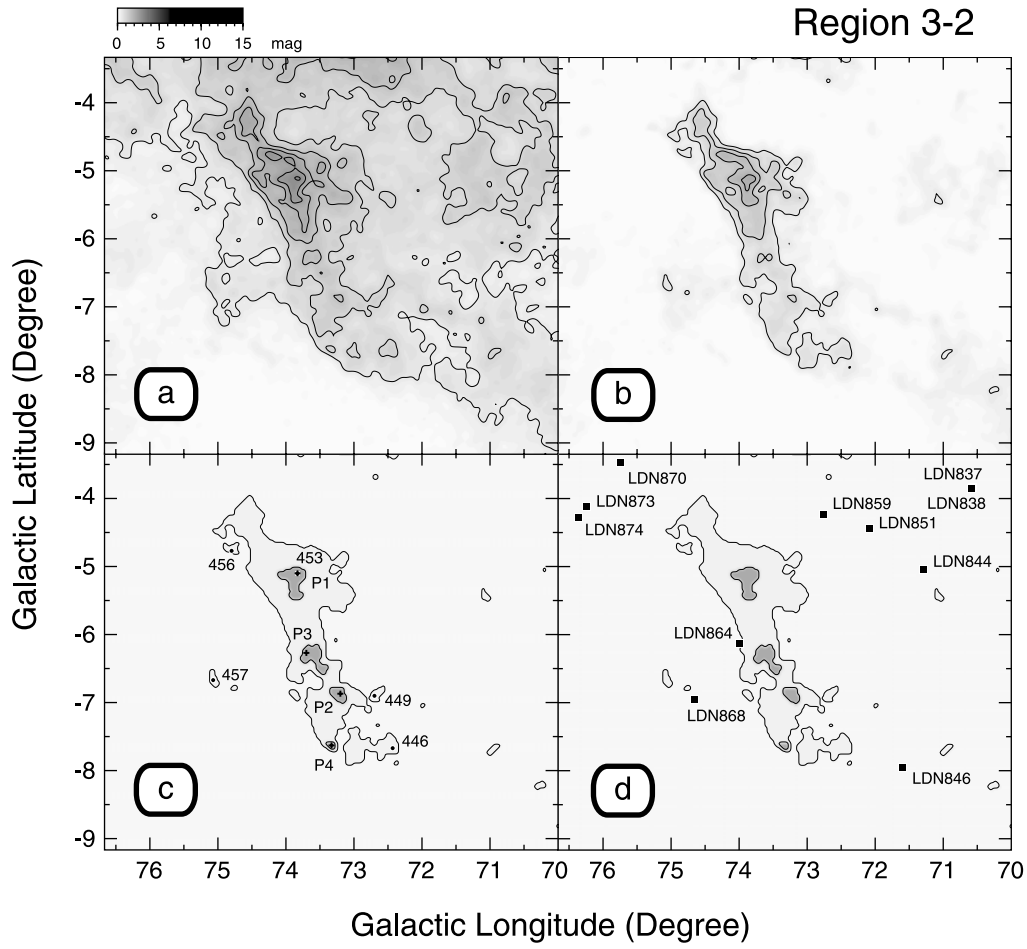 Region 3-2
0 5 10 15 mag
-4
-5
-6
-7
-8
-9
a
b
-4
-5
-6
-7
-8
-9
456
453
P1
P3
457
P2
449
446
P4
c
LDN870
LDN873
LDN874
LDN837
LDN859
LDN838
LDN851
LDN844
LDN864
LDN868
LDN846
d
76 75 74 73 72 71 70
76 75 74 73 72 71 70
Galactic Latitude (Degree)
Galactic Longitude (Degree)